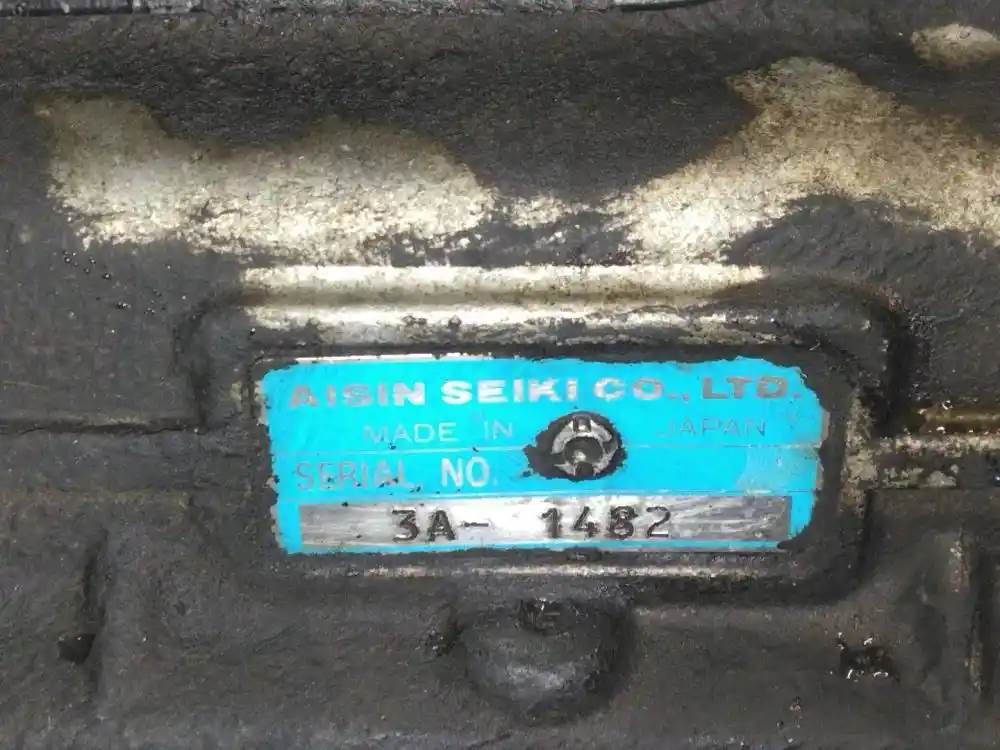 AISIN SEIKI CO., LTD.
MADE IN JAPAN
SERIAL NO.
3A- 1482